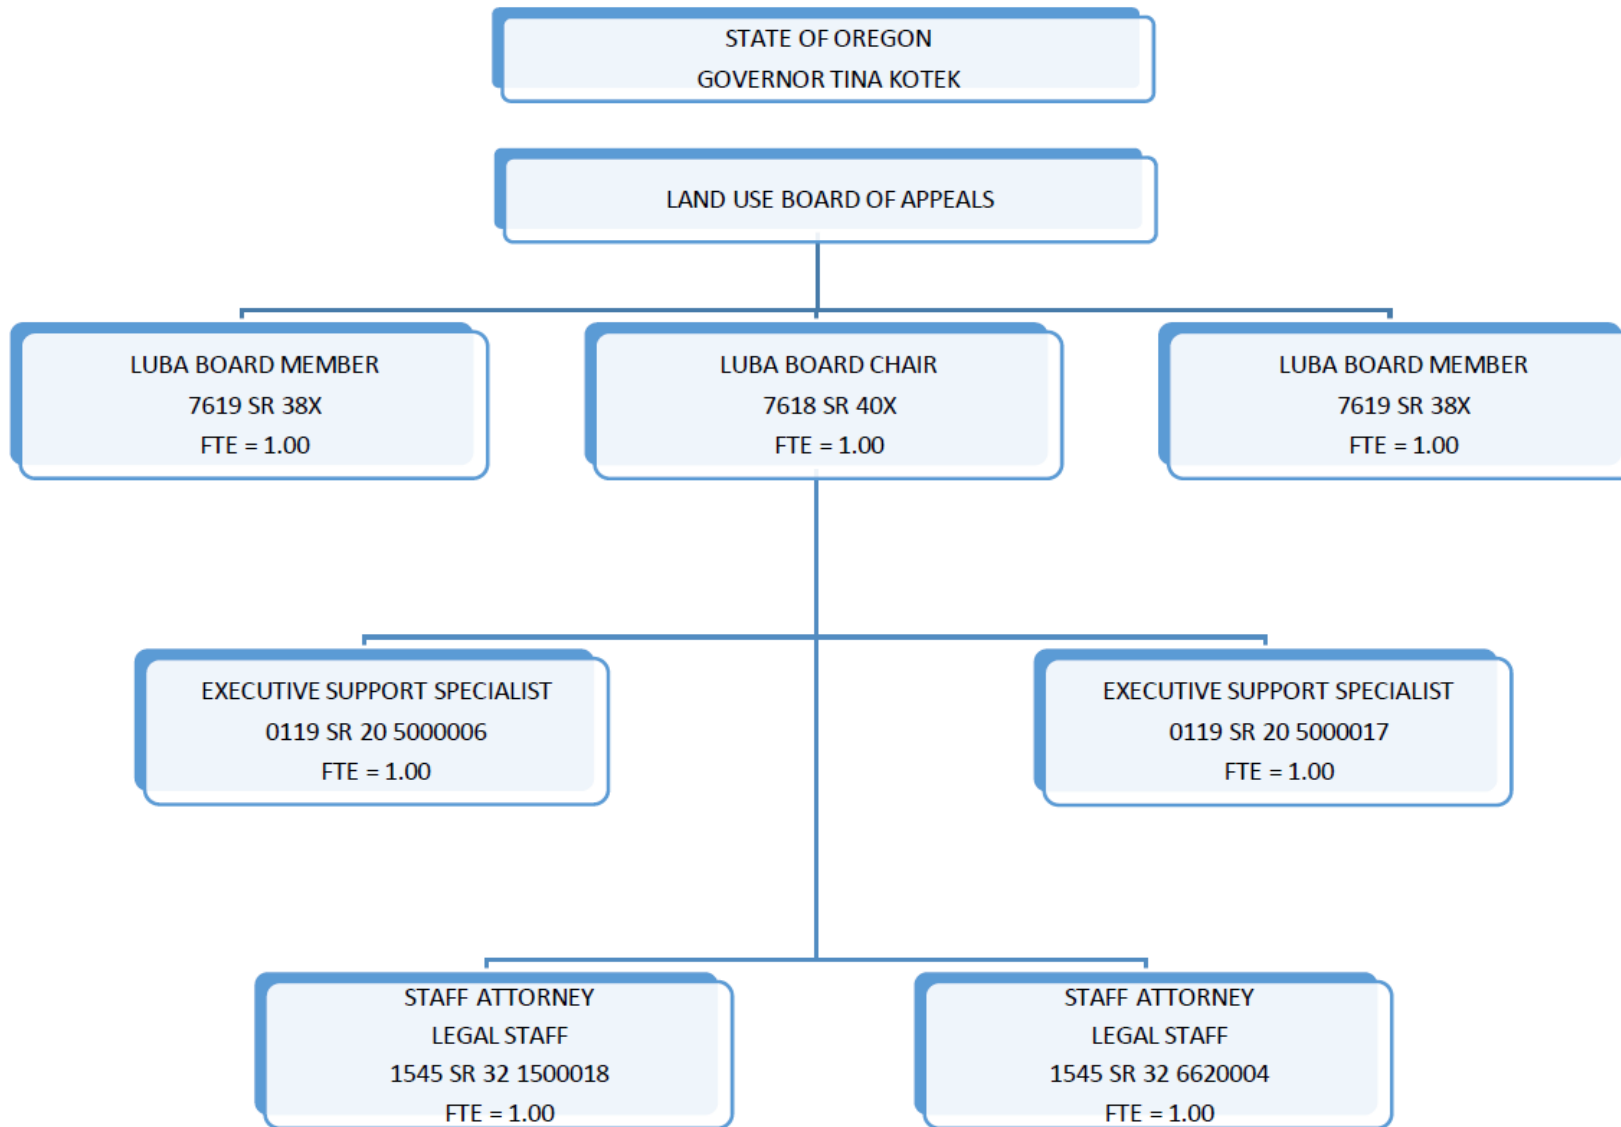 STATE OF OREGON
GOVERNOR TINA KOTEK
LAND USE BOARD OF APPEALS
LUBA BOARD MEMBER
7619 SR 38X
FTE = 1.00
LUBA BOARD CHAIR
7618 SR 40X
FTE = 1.00
LUBA BOARD MEMBER
7619 SR 38X
FTE = 1.00
EXECUTIVE SUPPORT SPECIALIST
0119 SR 20 5000006
FTE = 1.00
EXECUTIVE SUPPORT SPECIALIST
0119 SR 20 5000017
FTE = 1.00
STAFF ATTORNEY
LEGAL STAFF
1545 SR 32 1500018
FTE = 1.00
STAFF ATTORNEY
LEGAL STAFF
1545 SR 32 6620004
FTE = 1.00